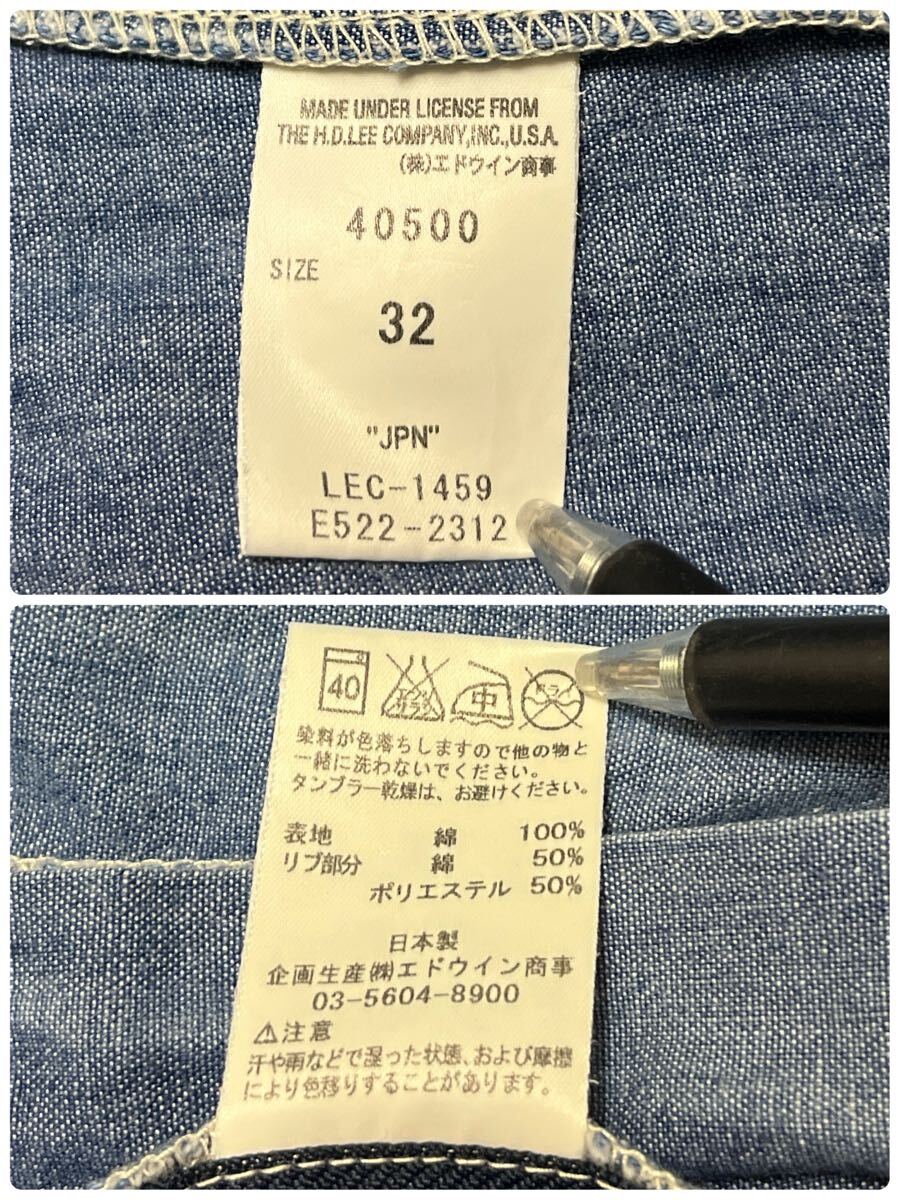 MADE UNDER LICENSE FROM
THE H.D.LEE COMPANY,INC.,U.S.A.
(株)エドウイン商事
40500
SIZE
32
"JPN"
LEC-1459
E522-2312
40
エンソ
サラシ
中
ドライ
染料が色落ちしますので他の物と
一緒に洗わないでください。
タンブラー乾燥は、お避けください。
表地 綿 100%
リブ部分 綿 50%
ポリエステル 50%
日本製
企画生産㈱エドウイン商事
03-5604-8900
⚠注意
汗や雨などで湿った状態、および摩擦
により色移りすることがあります。